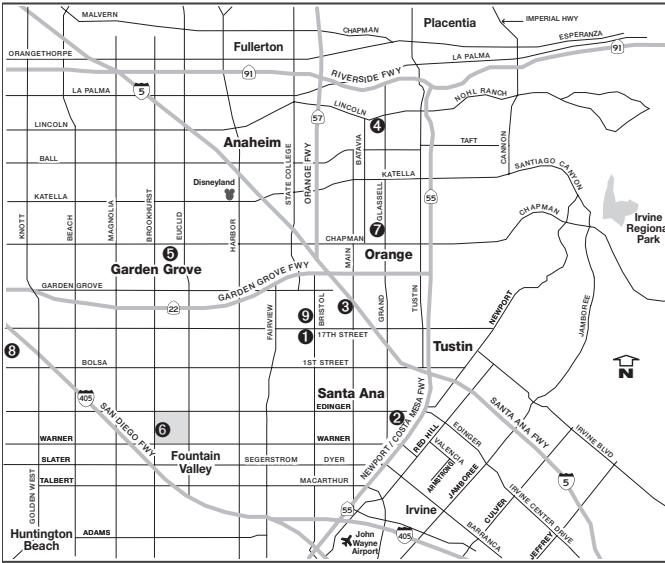 MALVERN
CHAPMAN
Placentia
IMPERIAL HWY
Fullerton
ESPERANZA
ORANGETHORPE
91
91
RIVERSIDE FWY
LA PALMA
LA PALMA
5
NOHL RANCH
LINCOLN
57
LINCOLN
4
Anaheim
STATE COLLEGE
ORANGE FWY
BATAVIA
TAFT
CANNON
BALL
KATELLA
SANTIAGO CANYON
Disneyland
55
KATELLA
GLASSELL
CHAPMAN
KNOTT
BEACH
MAGNOLIA
BROOKHURST
EUCLID
HARBOR
7
Irvine
Regional
Park
CHAPMAN
5
MAIN
Orange
Garden Grove
GARDEN GROVE FWY
GARDEN GROVE
22
FAIRVIEW
BRISTOL
3
GRAND
TUSTIN
NEWPORT
JAMBOREE
9
1
17TH STREET
8
Tustin
BOLSA
1ST STREET
N
405
SAN DIEGO FWY
Santa Ana
EDINGER
2
NEWPORT/COSTA MESA FWY
SANTA ANA FWY
6
WARNER
WARNER
RED HILL
EDINGER
IRVINE BLVD
Fountain
Valley
SLATER
SEGERSTROM
DYER
VALENCIA
ARMSTRONG
JAMBOREE
5
TALBERT
MACARTHUR
GOLDEN WEST
55
Irvine
CULVER
IRVINE CENTER DRIVE
Huntington
Beach
ADAMS
John
Wayne
Airport
405
BARRANCA
JEFFREY